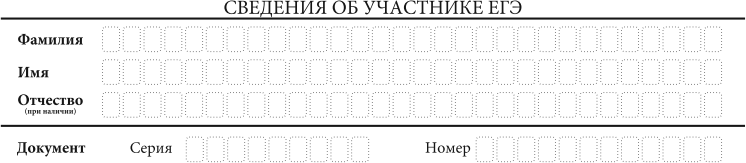 СВЕДЕНИЯ ОБ УЧАСТНИКЕ ЕГЭ
Фамилия
Имя
Отчество
(при наличии)
Документ Серия Номер